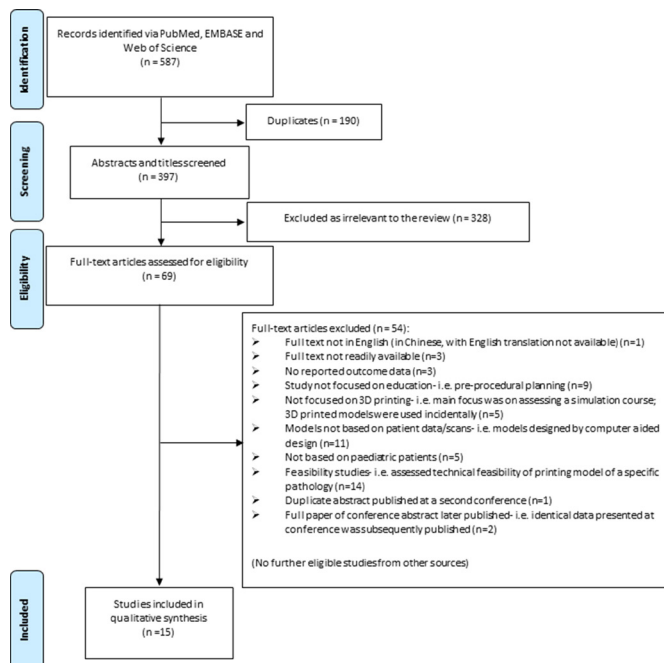 Identification
Records identified via PubMed, EMBASE and
Web of Science
(n = 587)
Duplicates (n = 190)
Screening
Abstracts and titles screened
(n = 397)
Excluded as irrelevant to the review (n = 328)
Eligibility
Full-text articles assessed for eligibility
(n = 69)
Full-text articles excluded (n = 54):
➤ Full text not in English (in Chinese, with English translation not available) (n=1)
➤ Full text not readily available (n=3)
➤ No reported outcome data (n=3)
➤ Study not focused on education- i.e. pre-procedural planning (n=9)
➤ Not focused on 3D printing- i.e. main focus was on assessing a simulation course;
3D printed models were used incidentally (n=5)
➤ Models not based on patient data/scans- i.e. models designed by computer aided
design (n=11)
➤ Not based on paediatric patients (n=5)
➤ Feasibility studies- i.e. assessed technical feasibility of printing model of a specific
pathology (n=14)
➤ Duplicate abstract published at a second conference (n=1)
➤ Full paper of conference abstract later published- i.e. identical data presented at
conference was subsequently published (n=2)
(No further eligible studies from other sources)
Included
Studies included in
qualitative synthesis
(n =15)